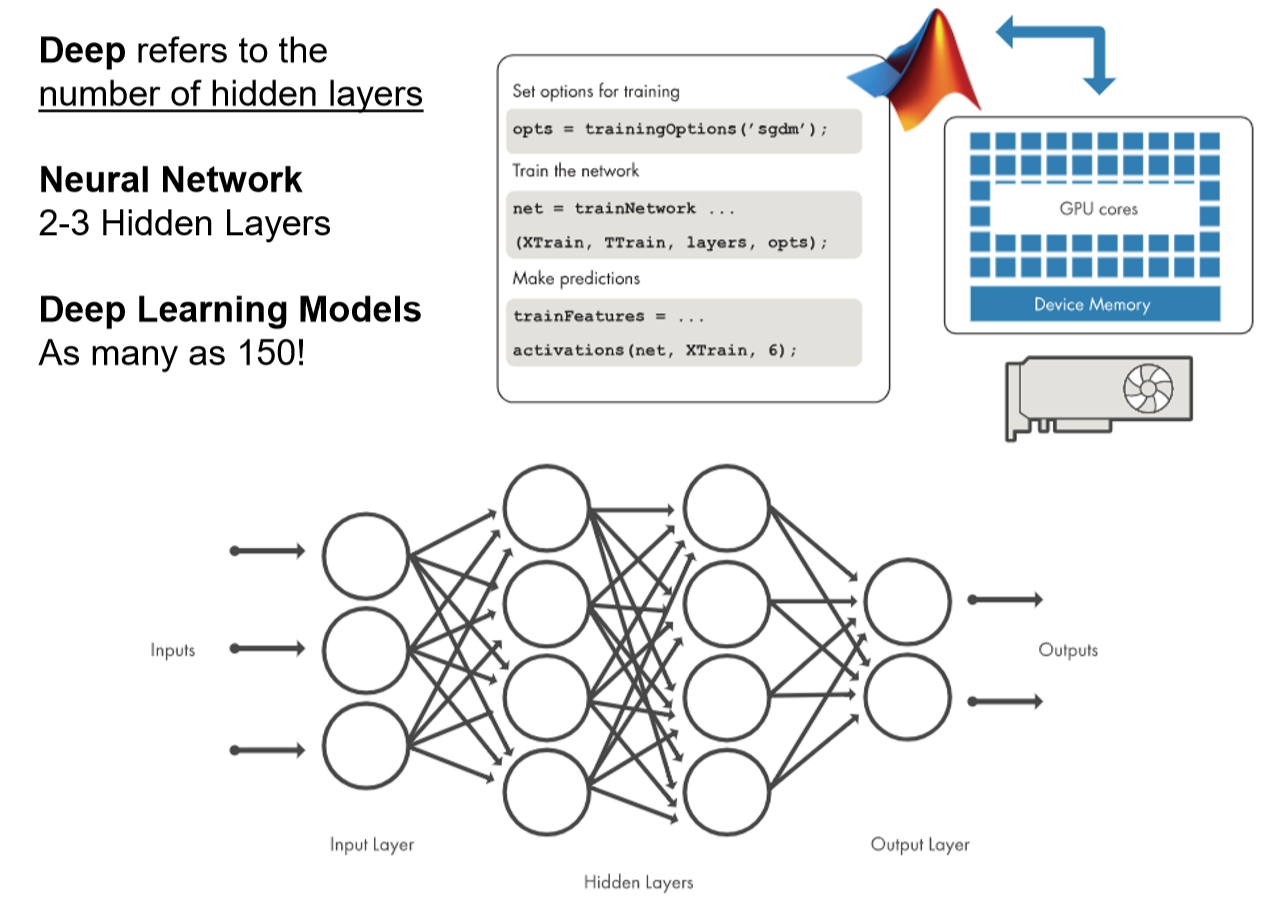 Deep refers to the
number of hidden layers
Neural Network
2-3 Hidden Layers
Deep Learning Models
As many as 150!
Set options for training
opts = trainingOptions('sgdm');
Train the network
net = trainNetwork ...
(XTrain, TTrain, layers, opts);
Make predictions
trainFeatures = ...
activations(net, XTrain, 6);
GPU cores
Device Memory
Inputs
Outputs
Input Layer
Output Layer
Hidden Layers